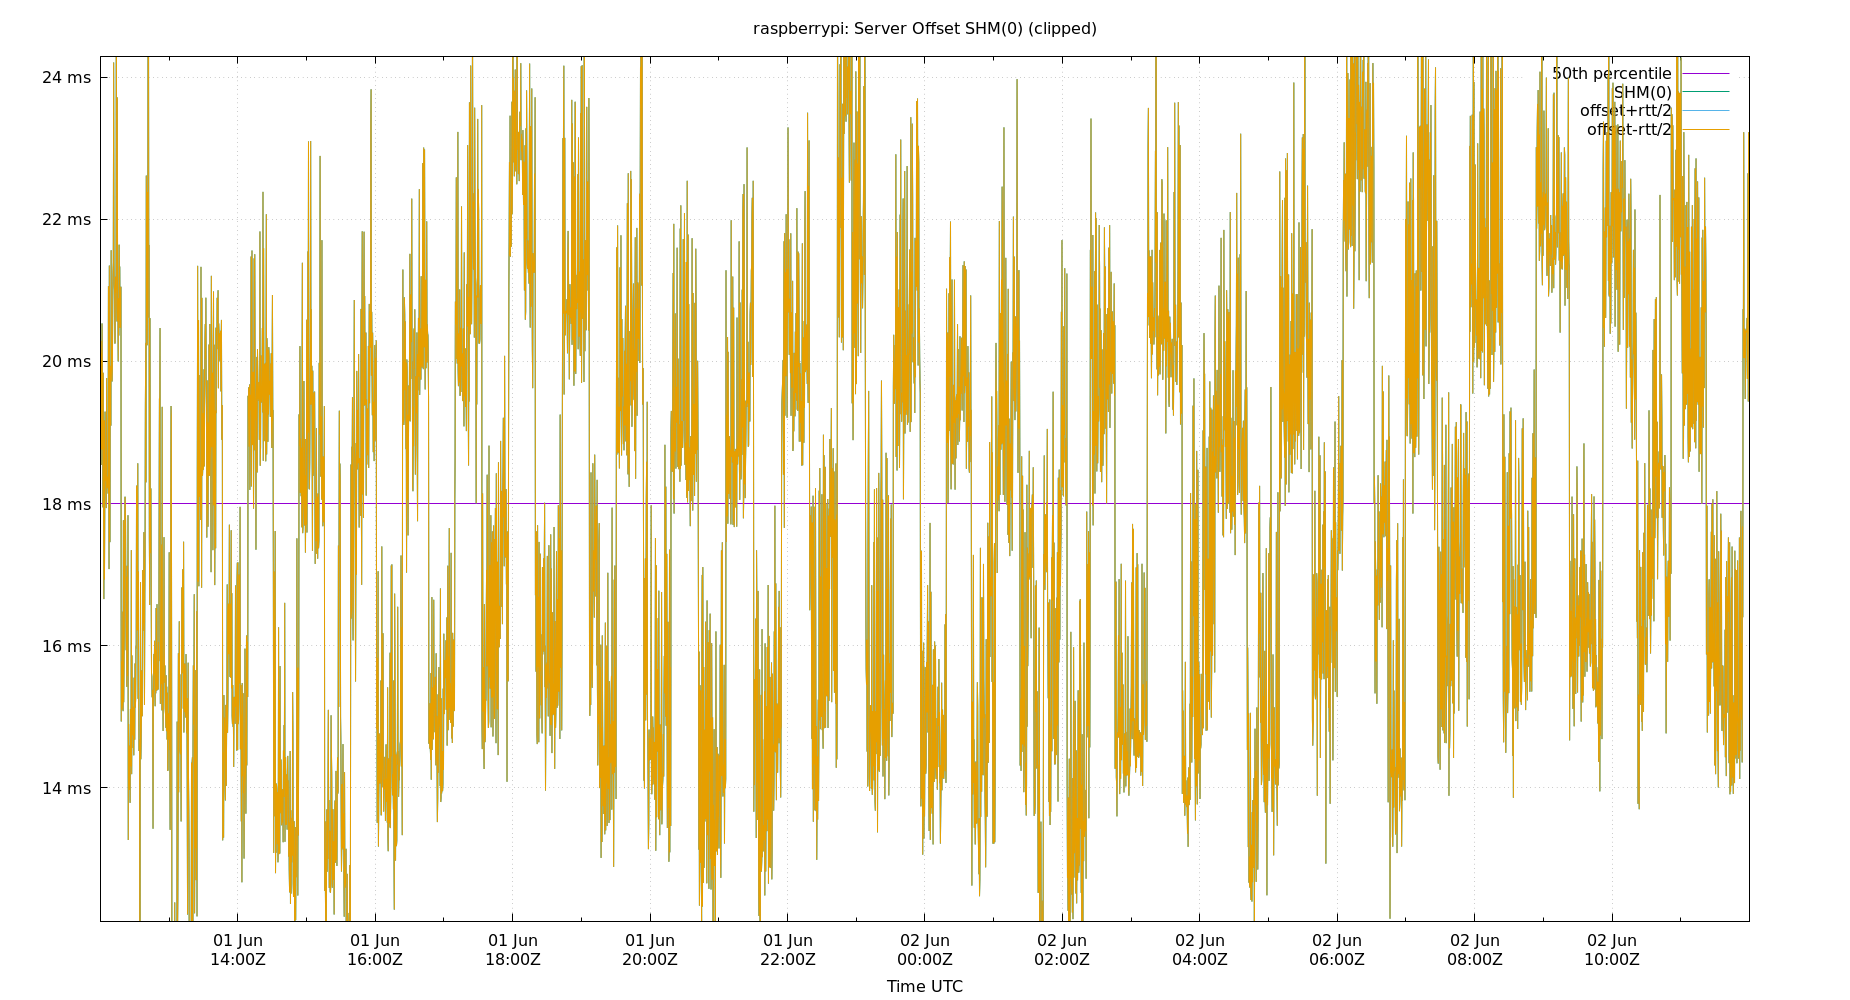 raspberrypi: Server Offset SHM(0) (clipped)
24 ms
22 ms
20 ms
18 ms
16 ms
14 ms
50th percentile
SHM(0)
offset+rtt/2
offset-rtt/2
01 Jun 01 Jun 01 Jun 01 Jun 01 Jun 02 Jun 02 Jun 02 Jun 02 Jun 02 Jun 02 Jun
14:00Z 16:00Z 18:00Z 20:00Z 22:00Z 00:00Z 02:00Z 04:00Z 06:00Z 08:00Z 10:00Z
Time UTC